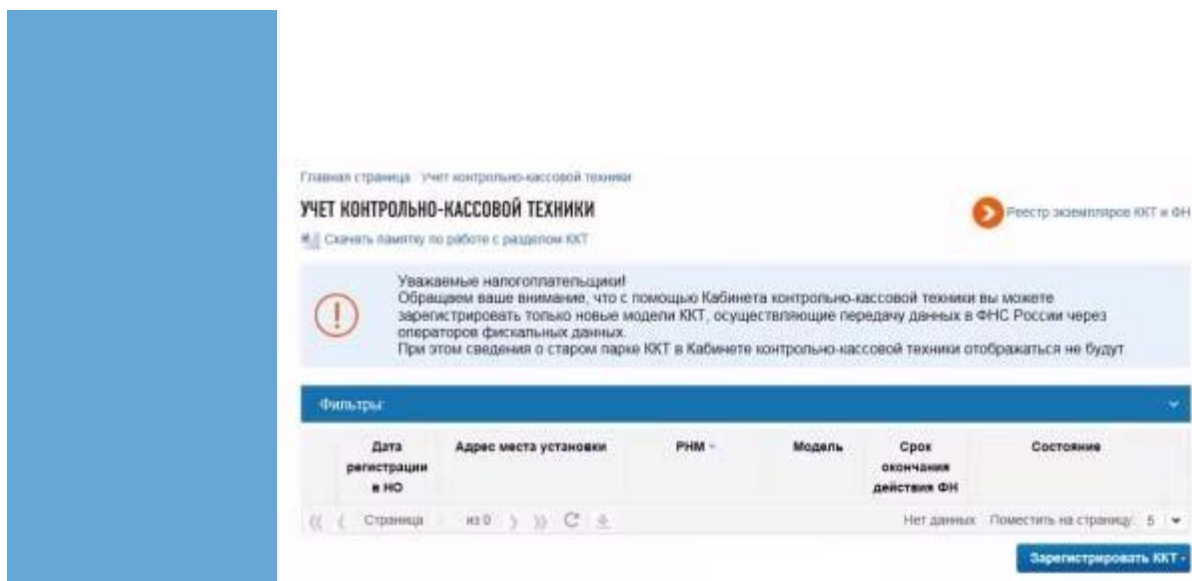 Главная страница Учет контрольно-кассовой техники
УЧЕТ КОНТРОЛЬНО-КАССОВОЙ ТЕХНИКИ
Реестр экземпляров ККТ и ФН
Скачать памятку по работе с разделом ККТ
Уважаемые налогоплательщики!
Обращаем ваше внимание, что с помощью Кабинета контрольно-кассовой техники вы можете
зарегистрировать только новые модели ККТ, осуществляющие передачу данных в ФНС России через
операторов фискальных данных.
При этом сведения о старом парке ККТ в Кабинете контрольно-кассовой техники отображаться не будут
Фильтры:
Дата регистрации в НО
Адрес места установки
РНМ
Модель
Срок окончания действия ФН
Состояние
Страница из 0
Нет данных Поместить на страницу: 5
Зарегистрировать ККТ